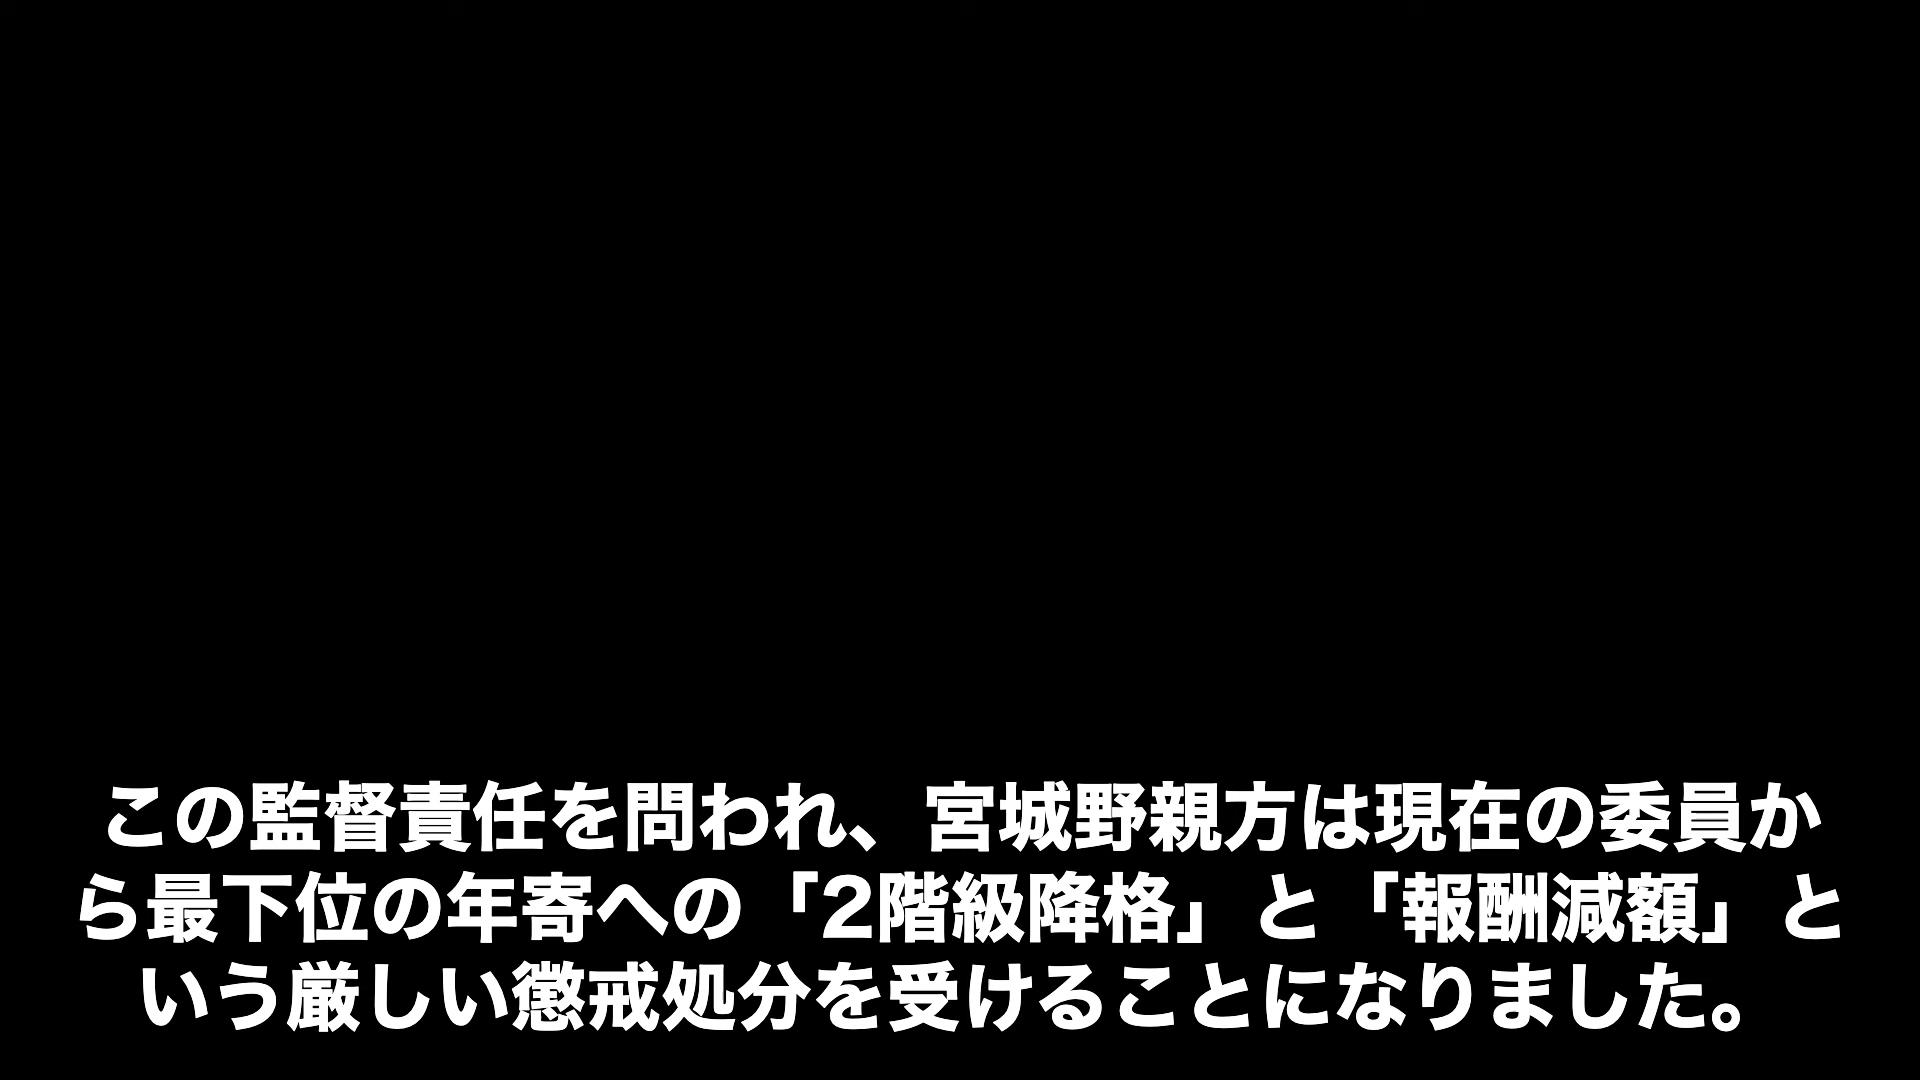 この監督責任を問われ、宮城野親方は現在の委員か
ら最下位の年寄への「2階級降格」と「報酬減額」と
いう厳しい懲戒処分を受けることになりました。